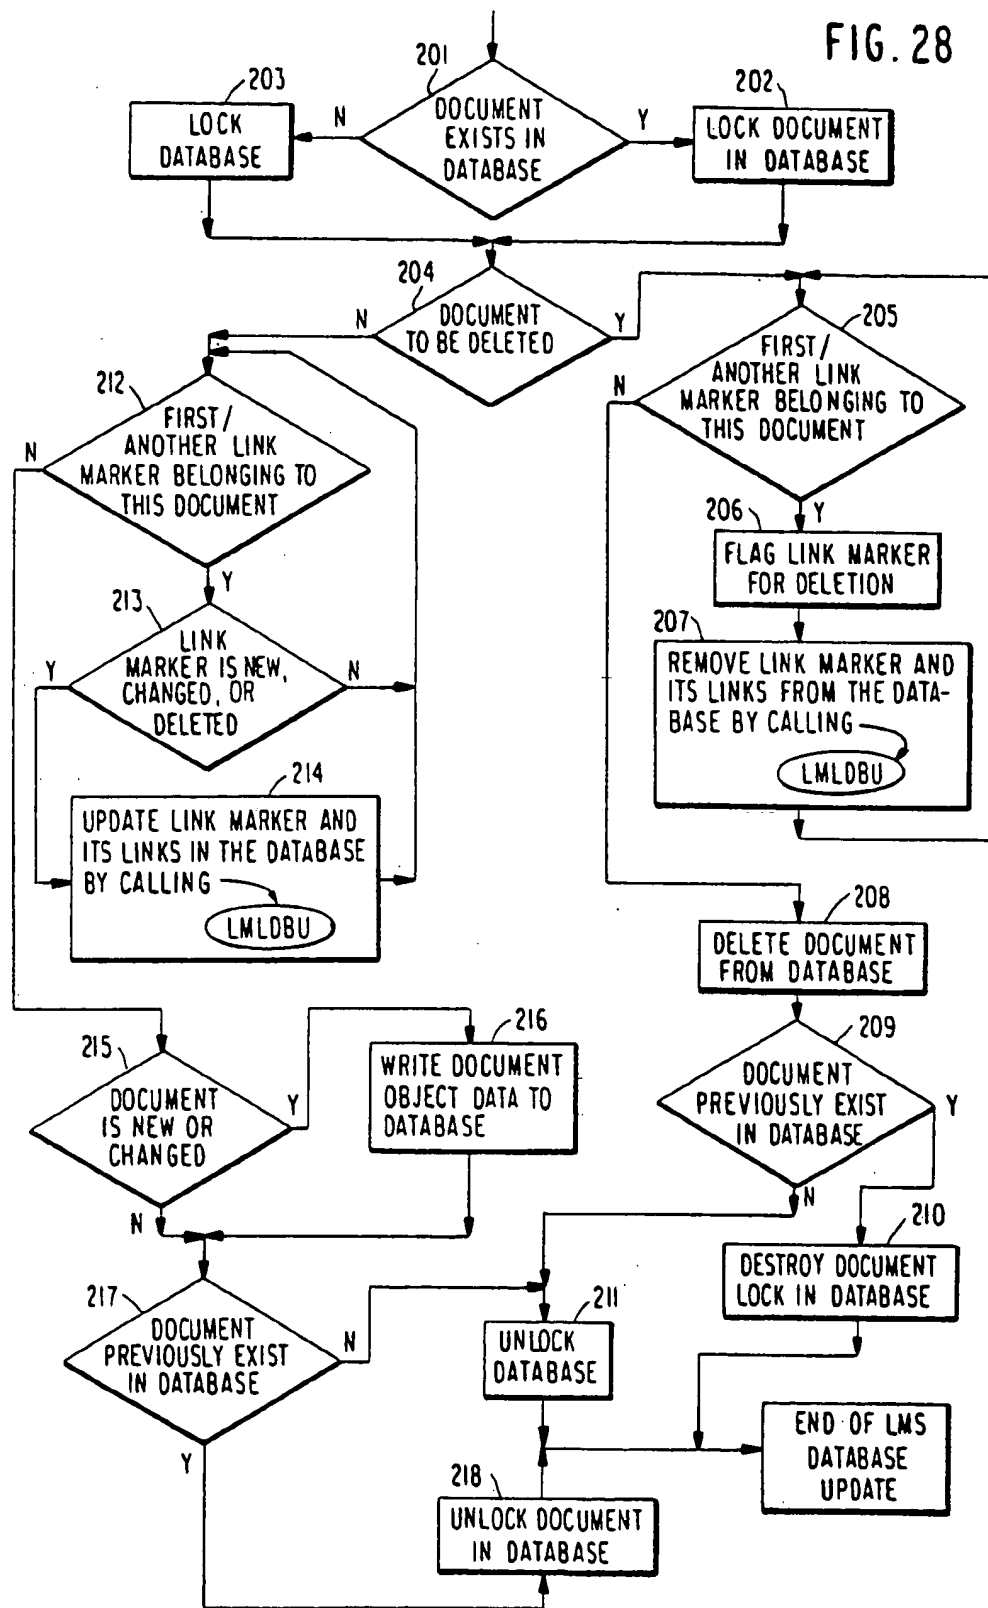 FIG. 28
201
DOCUMENT
EXISTS IN
DATABASE
N
Y
203
LOCK
DATABASE
202
LOCK DOCUMENT
IN DATABASE
204
DOCUMENT
TO BE DELETED
N
Y
205
FIRST/
ANOTHER LINK
MARKER BELONGING TO
THIS DOCUMENT
N
Y
206
FLAG LINK MARKER
FOR DELETION
207
REMOVE LINK MARKER AND
ITS LINKS FROM THE DATA-
BASE BY CALLING
LMLDBU
212
FIRST/
ANOTHER LINK
MARKER BELONGING TO
THIS DOCUMENT
N
Y
213
LINK
MARKER IS NEW,
CHANGED, OR
DELETED
Y
N
214
UPDATE LINK MARKER AND
ITS LINKS IN THE DATABASE
BY CALLING
LMLDBU
208
DELETE DOCUMENT
FROM DATABASE
209
DOCUMENT
PREVIOUSLY EXIST
IN DATABASE
Y
N
215
DOCUMENT
IS NEW OR
CHANGED
Y
N
216
WRITE DOCUMENT
OBJECT DATA TO
DATABASE
210
DESTROY DOCUMENT
LOCK IN DATABASE
217
DOCUMENT
PREVIOUSLY EXIST
IN DATABASE
N
Y
211
UNLOCK
DATABASE
218
UNLOCK DOCUMENT
IN DATABASE
END OF LMS
DATABASE
UPDATE